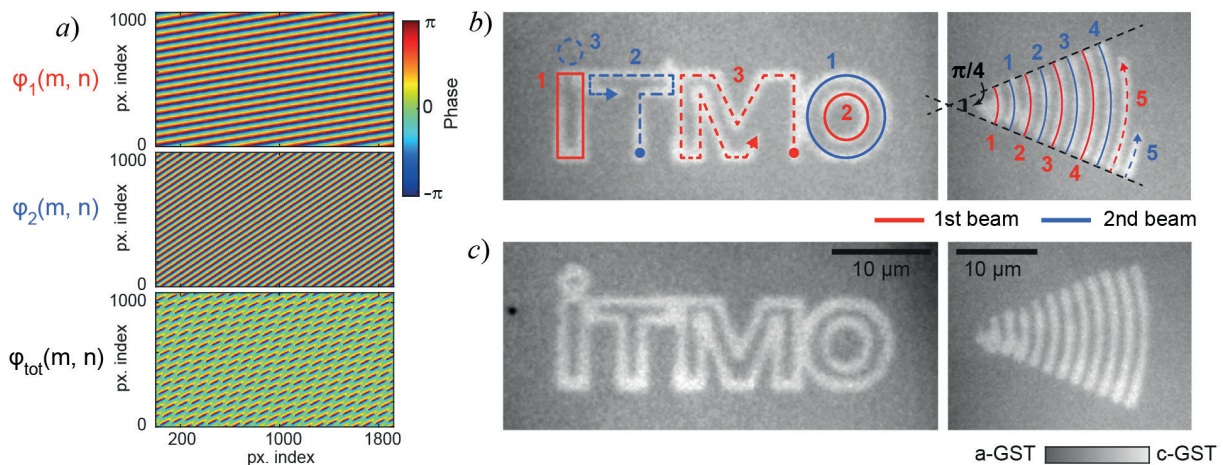 a)
φ1(m, n)
φ2(m, n)
φtot(m, n)
px. index
1000
0
px. index
1000
0
px. index
1000
0
200
1000
1800
px. index
π
0
-π
Phase
b)
1
3
2
3
1
2
π/4
1
2
3
4
1
2
3
4
5
5
1st beam
2nd beam
c)
iTMO
10 µm
10 µm
a-GST
c-GST